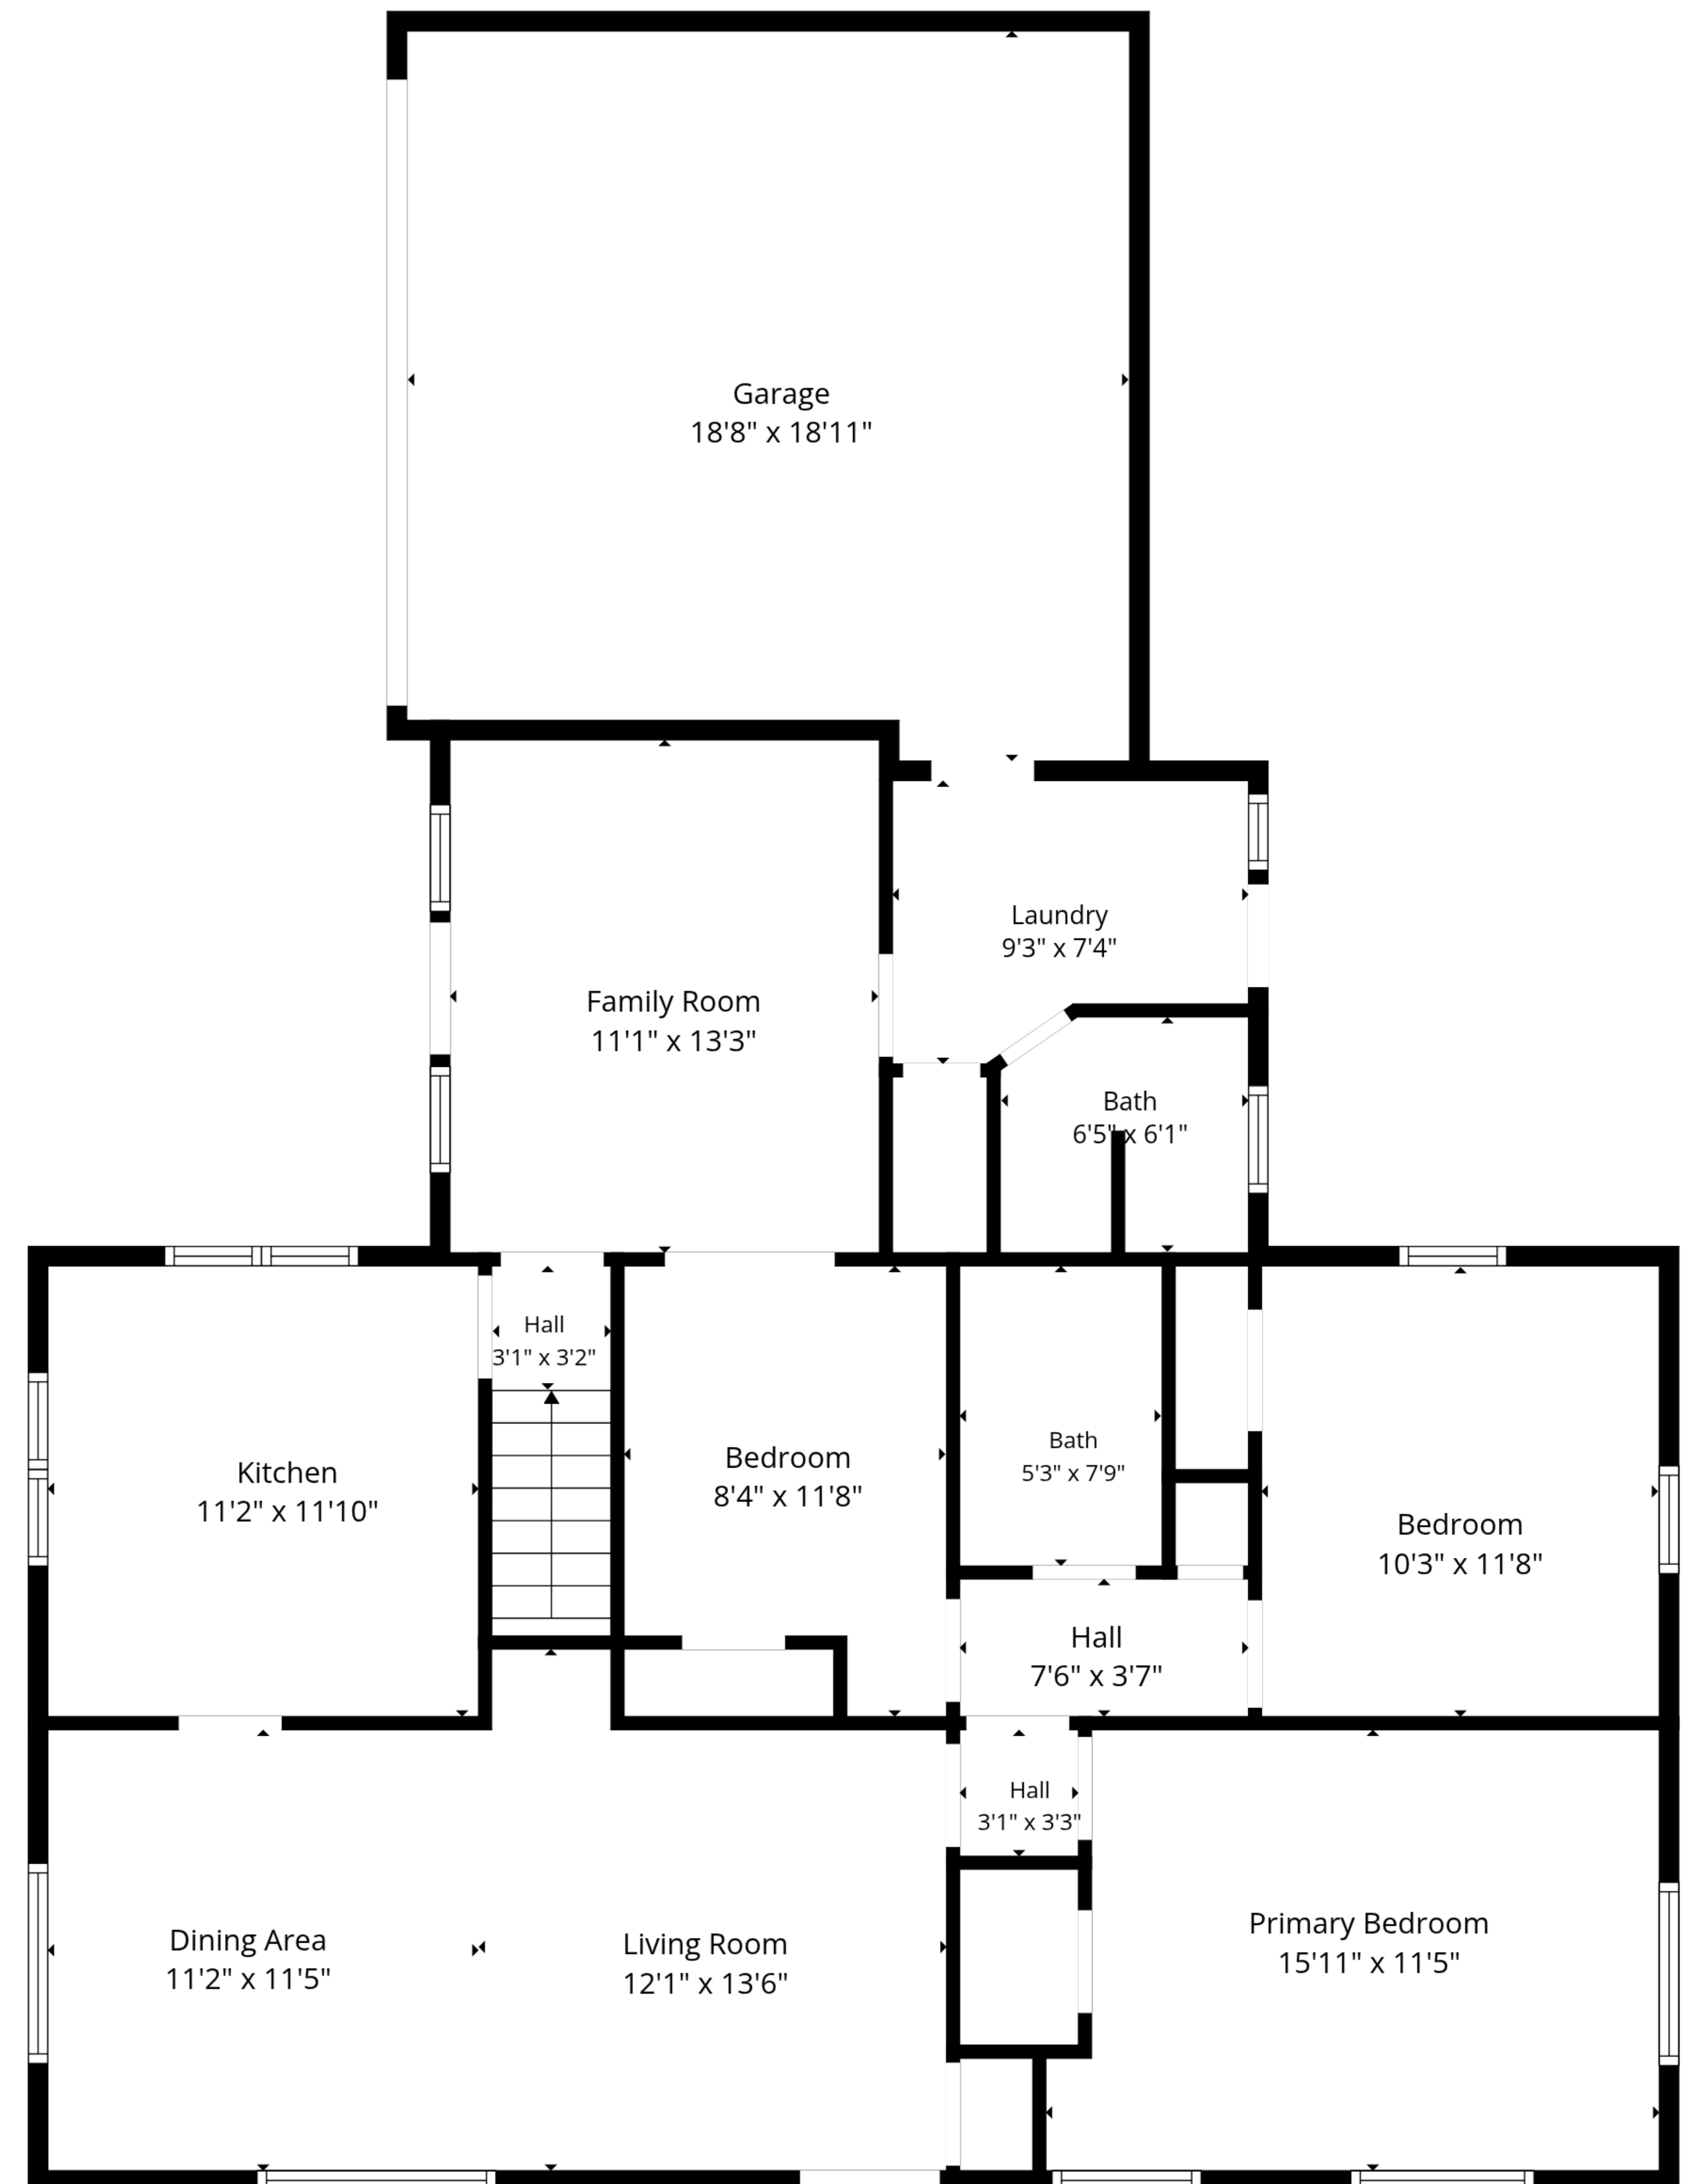 Garage
18'8" x 18'11"
Laundry
9'3" x 7'4"
Family Room
11'1" x 13'3"
Bath
6'5" x 6'1"
Hall
3'1" x 3'2"
Kitchen
11'2" x 11'10"
Bedroom
8'4" x 11'8"
Bath
5'3" x 7'9"
Bedroom
10'3" x 11'8"
Hall
7'6" x 3'7"
Hall
3'1" x 3'3"
Dining Area
11'2" x 11'5"
Living Room
12'1" x 13'6"
Primary Bedroom
15'11" x 11'5"